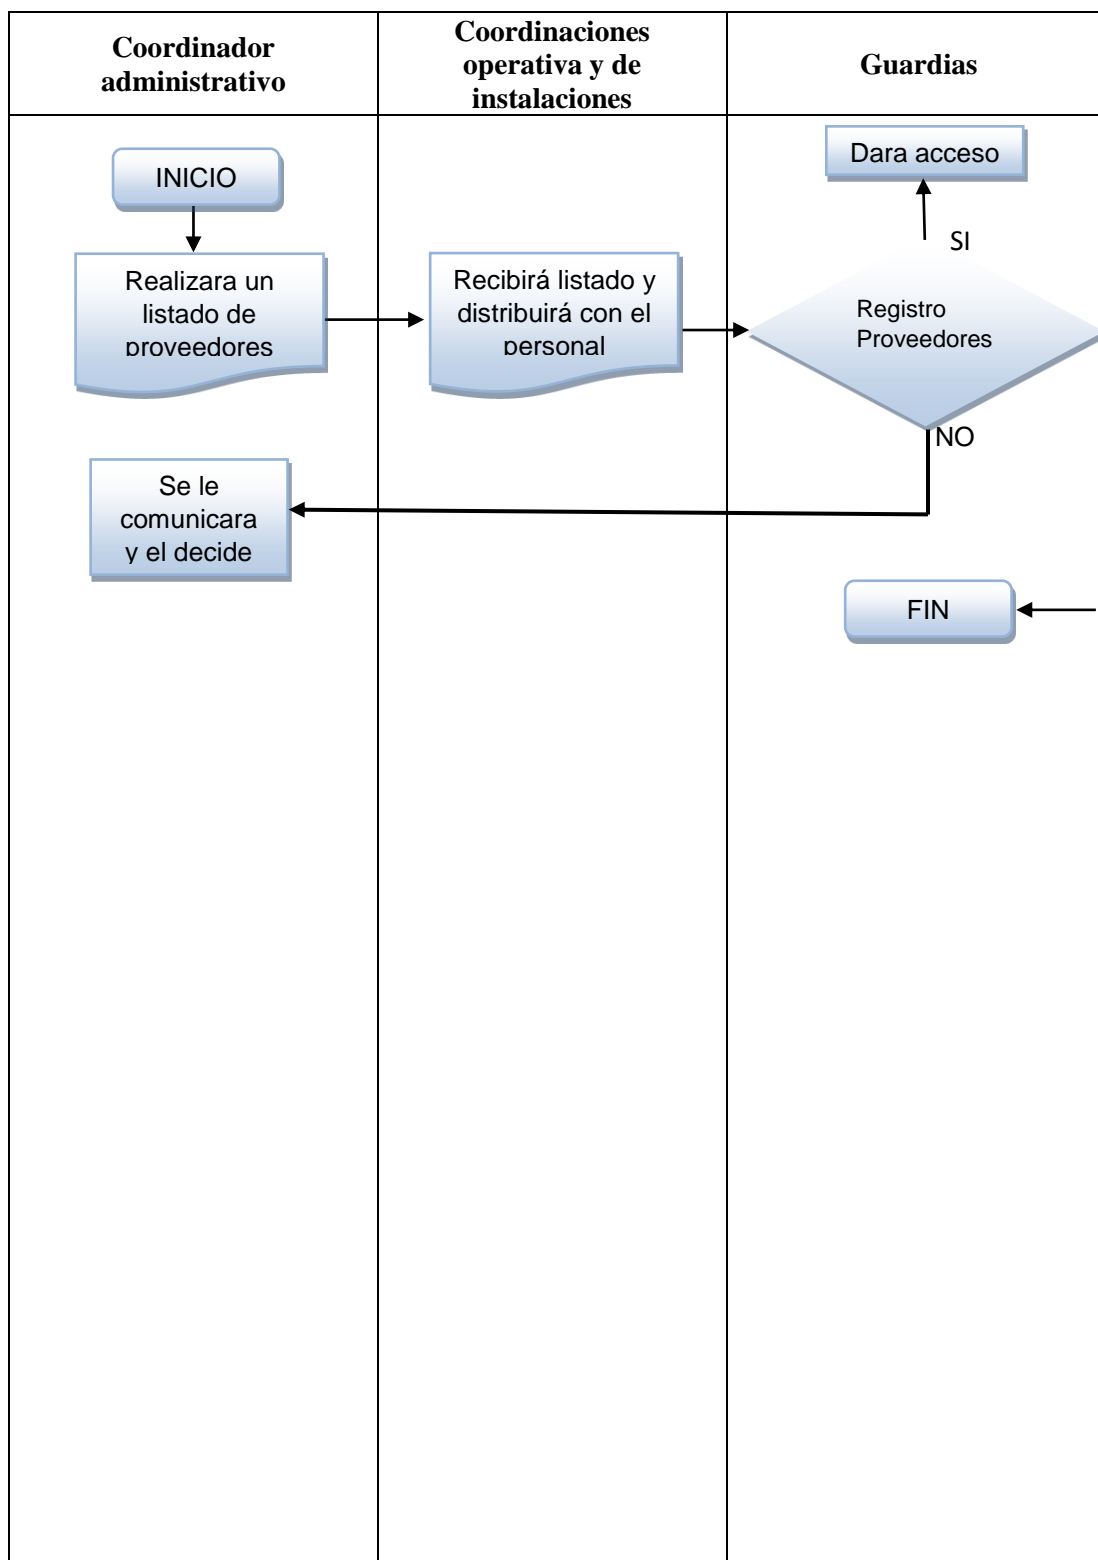 Coordinador
administrativo
Coordinaciones
operativa y de
instalaciones
Guardias
INICIO
Dara acceso
SI
Realizara un
listado de
proveedores
Recibirá listado y
distribuirá con el
personal
Registro
Proveedores
NO
Se le
comunicara
y el decide
FIN